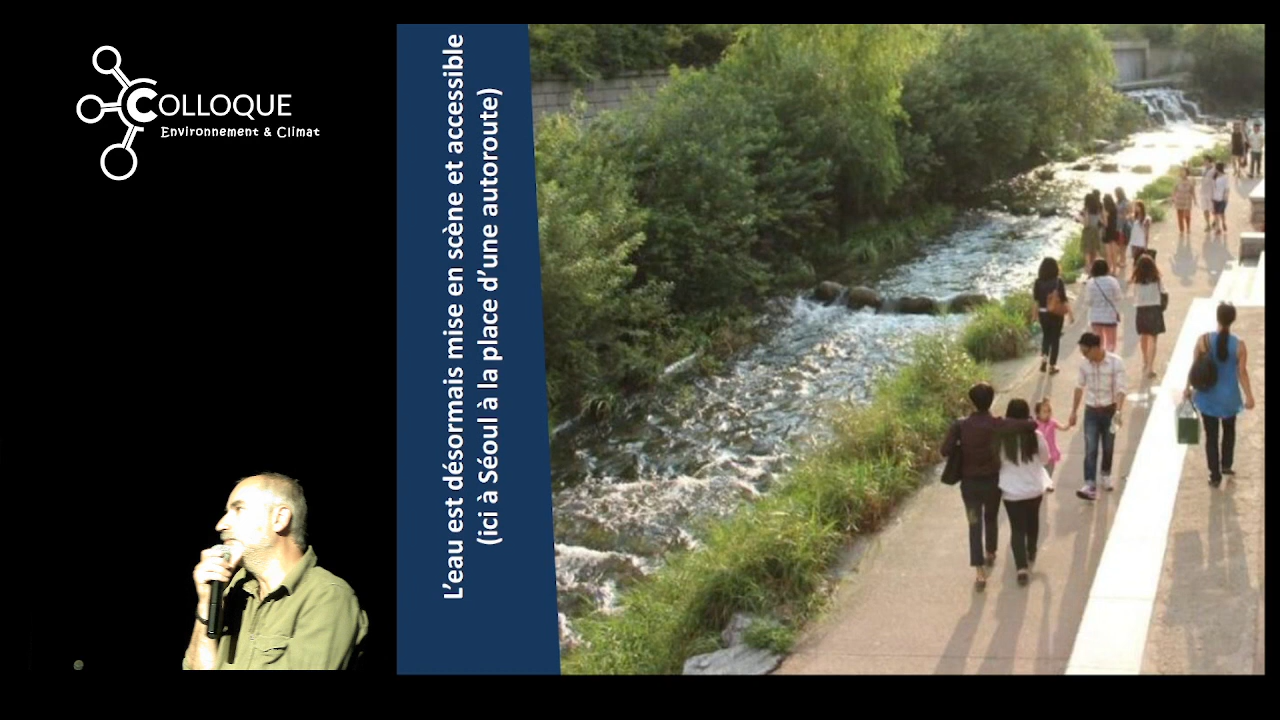 COLLOQUE
Environnement & Climat
L'eau est désormais mise en scène et accessible
(ici à Séoul à la place d'une autoroute)